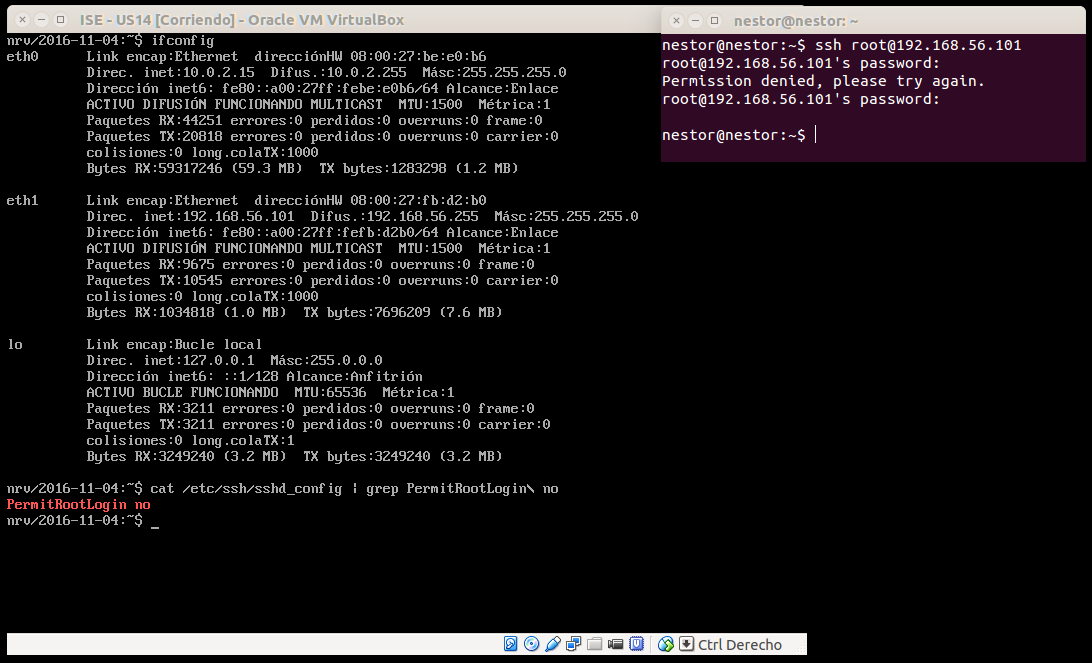 ISE - US14 [Corriendo] - Oracle VM VirtualBox
nrv/2016-11-04:~$ ifconfig
eth0      Link encap:Ethernet  direcciónHW 08:00:27:be:e0:b6
          Direc. inet:10.0.2.15  Difus.:10.0.2.255  Másc:255.255.255.0
          Dirección inet6: fe80::a00:27ff:febe:e0b6/64 Alcance:Enlace
          ACTIVO DIFUSIÓN FUNCIONANDO MULTICAST  MTU:1500  Métrica:1
          Paquetes RX:44251 errores:0 perdidos:0 overruns:0 frame:0
          Paquetes TX:20818 errores:0 perdidos:0 overruns:0 carrier:0
          colisiones:0 long.colaTX:1000
          Bytes RX:59317246 (59.3 MB)  TX bytes:1283298 (1.2 MB)
eth1      Link encap:Ethernet  direcciónHW 08:00:27:fb:d2:b0
          Direc. inet:192.168.56.101  Difus.:192.168.56.255  Másc:255.255.255.0
          Dirección inet6: fe80::a00:27ff:fefb:d2b0/64 Alcance:Enlace
          ACTIVO DIFUSIÓN FUNCIONANDO MULTICAST  MTU:1500  Métrica:1
          Paquetes RX:9675 errores:0 perdidos:0 overruns:0 frame:0
          Paquetes TX:10545 errores:0 perdidos:0 overruns:0 carrier:0
          colisiones:0 long.colaTX:1000
          Bytes RX:1034818 (1.0 MB)  TX bytes:7696209 (7.6 MB)
lo        Link encap:Bucle local
          Direc. inet:127.0.0.1  Másc:255.0.0.0
          Dirección inet6: ::1/128 Alcance:Anfitrión
          ACTIVO BUCLE FUNCIONANDO  MTU:65536  Métrica:1
          Paquetes RX:3211 errores:0 perdidos:0 overruns:0 frame:0
          Paquetes TX:3211 errores:0 perdidos:0 overruns:0 carrier:0
          colisiones:0 long.colaTX:1
          Bytes RX:3249240 (3.2 MB)  TX bytes:3249240 (3.2 MB)
nrv/2016-11-04:~$ cat /etc/ssh/sshd_config | grep PermitRootLogin\ no
PermitRootLogin no
nrv/2016-11-04:~$ _
Ctrl Derecho
nestor@nestor: ~
nestor@nestor:~$ ssh root@192.168.56.101
root@192.168.56.101's password:
Permission denied, please try again.
root@192.168.56.101's password:
nestor@nestor:~$